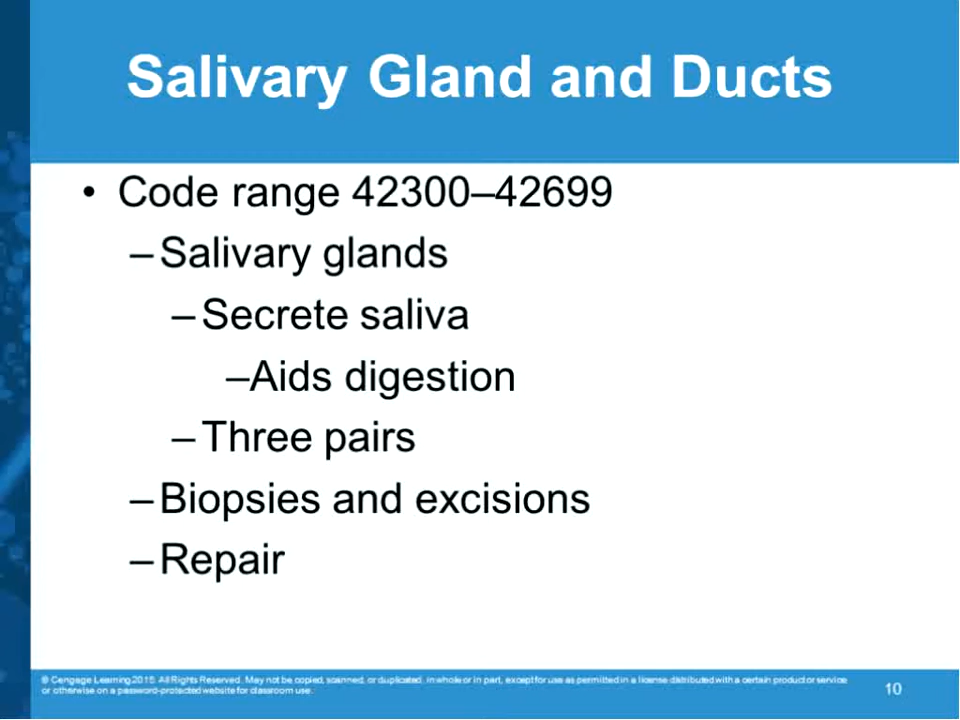 Salivary Gland and Ducts
• Code range 42300–42699
–Salivary glands
–Secrete saliva
–Aids digestion
–Three pairs
–Biopsies and excisions
–Repair
© Cengage Learning 2015. All Rights Reserved. May not be copied, scanned, or duplicated, in whole or in part, except for use as permitted in a license distributed with a certain product or service
or otherwise on a password-protected website for classroom use.
10